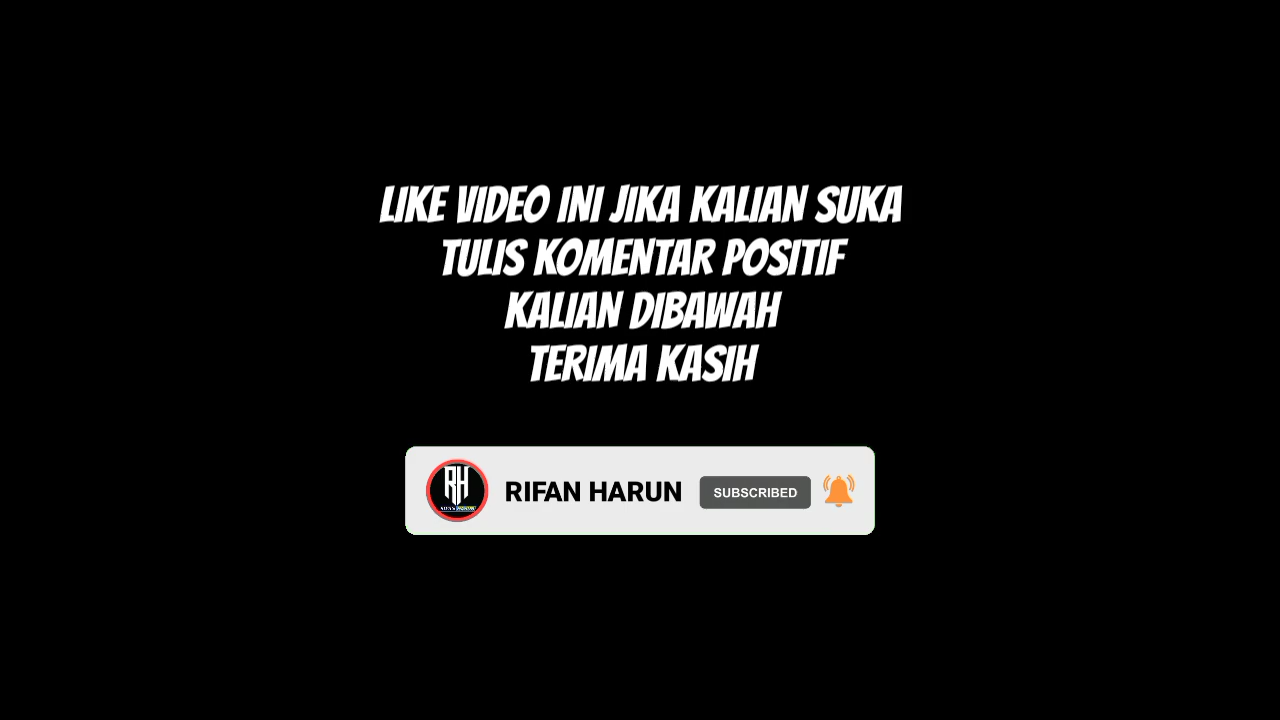 LIKE VIDEO INI JIKA KALIAN SUKA
TULIS KOMENTAR POSITIF
KALIAN DIBAWAH
TERIMA KASIH
RH
RIFAN HARUN
SUBSCRIBED